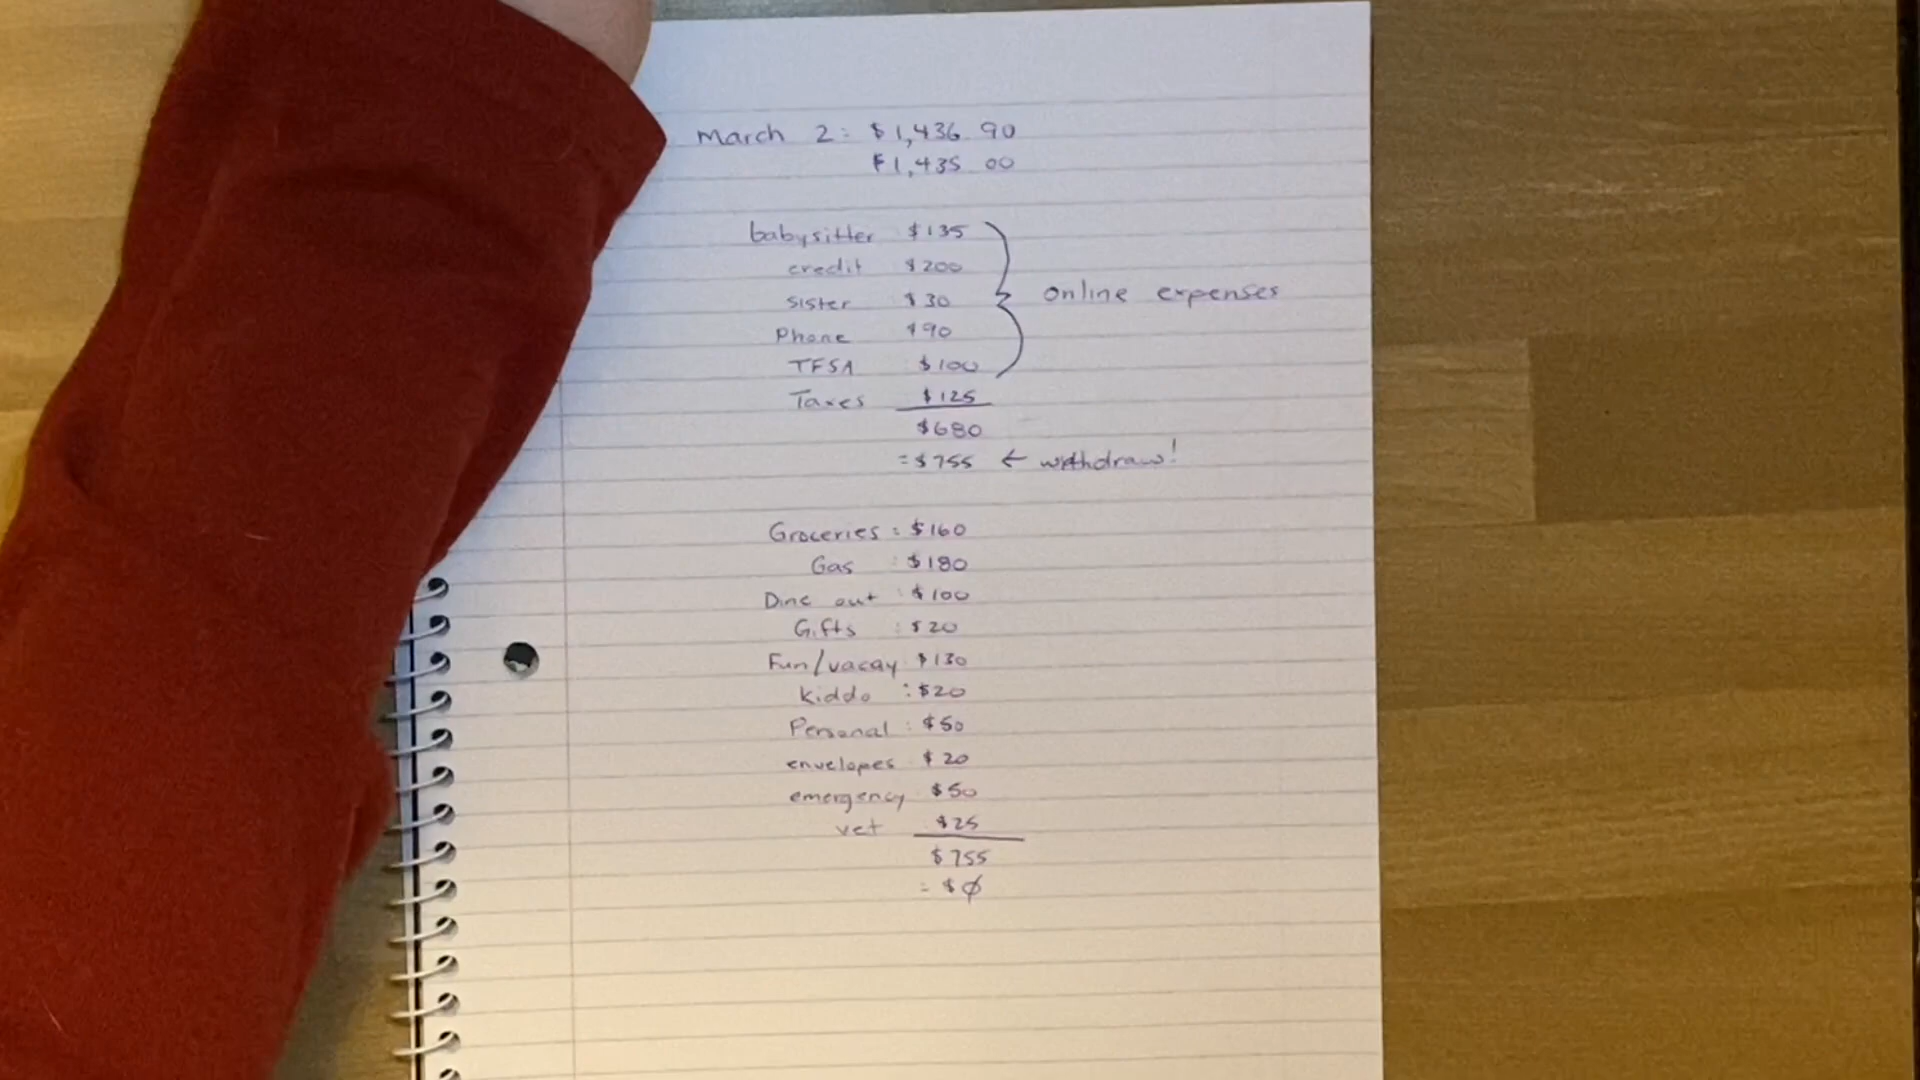 March 2: $1,436 90
$1,435 00
babysitter $135
credit $200
sister $30
Phone $90
TFSA $100
online expenses
Taxes $125
$680
= $755 ← withdraw!
Groceries : $160
Gas : $180
Dine out : $100
Gifts : $20
Fun/vacay $130
kiddo : $20
Personal : $50
envelopes $20
emergency $50
vet $25
$755
= $0